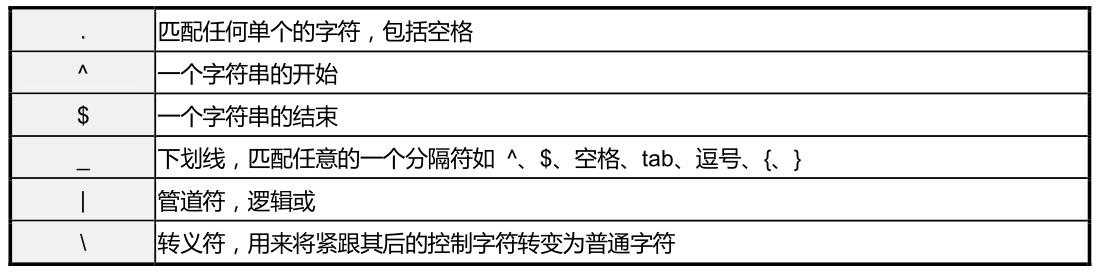 . 匹配任何单个的字符，包括空格
^ 一个字符串的开始
$ 一个字符串的结束
_ 下划线，匹配任意的一个分隔符如 ^、$、空格、tab、逗号、{、}
| 管道符，逻辑或
\ 转义符，用来将紧跟其后的控制字符转变为普通字符